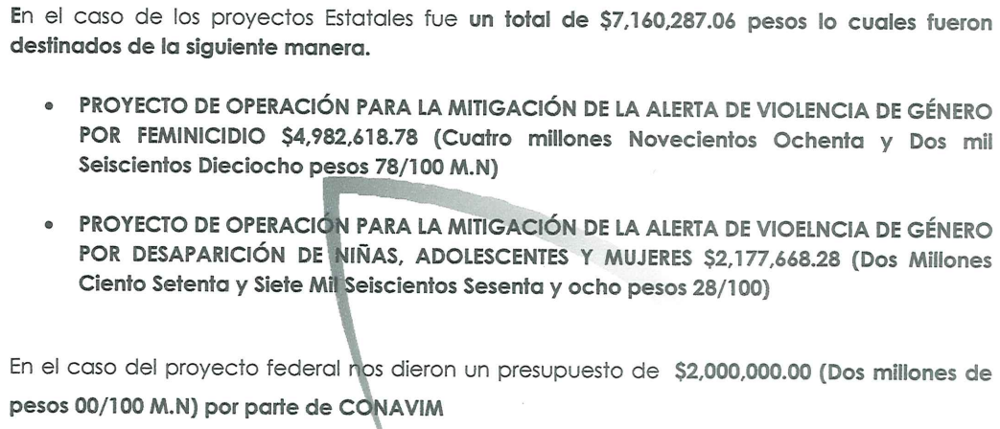 En el caso de los proyectos Estatales fue un total de $7,160,287.06 pesos lo cuales fueron
destinados de la siguiente manera.
• PROYECTO DE OPERACIÓN PARA LA MITIGACIÓN DE LA ALERTA DE VIOLENCIA DE GÉNERO
POR FEMINICIDIO $4,982,618.78 (Cuatro millones Novecientos Ochenta y Dos mil
Seiscientos Dieciocho pesos 78/100 M.N)
• PROYECTO DE OPERACIÓN PARA LA MITIGACIÓN DE LA ALERTA DE VIOELNCIA DE GÉNERO
POR DESAPARICIÓN DE NIÑAS, ADOLESCENTES Y MUJERES $2,177,668.28 (Dos Millones
Ciento Setenta y Siete Mil Seiscientos Sesenta y ocho pesos 28/100)
En el caso del proyecto federal nos dieron un presupuesto de $2,000,000.00 (Dos millones de
pesos 00/100 M.N) por parte de CONAVIM